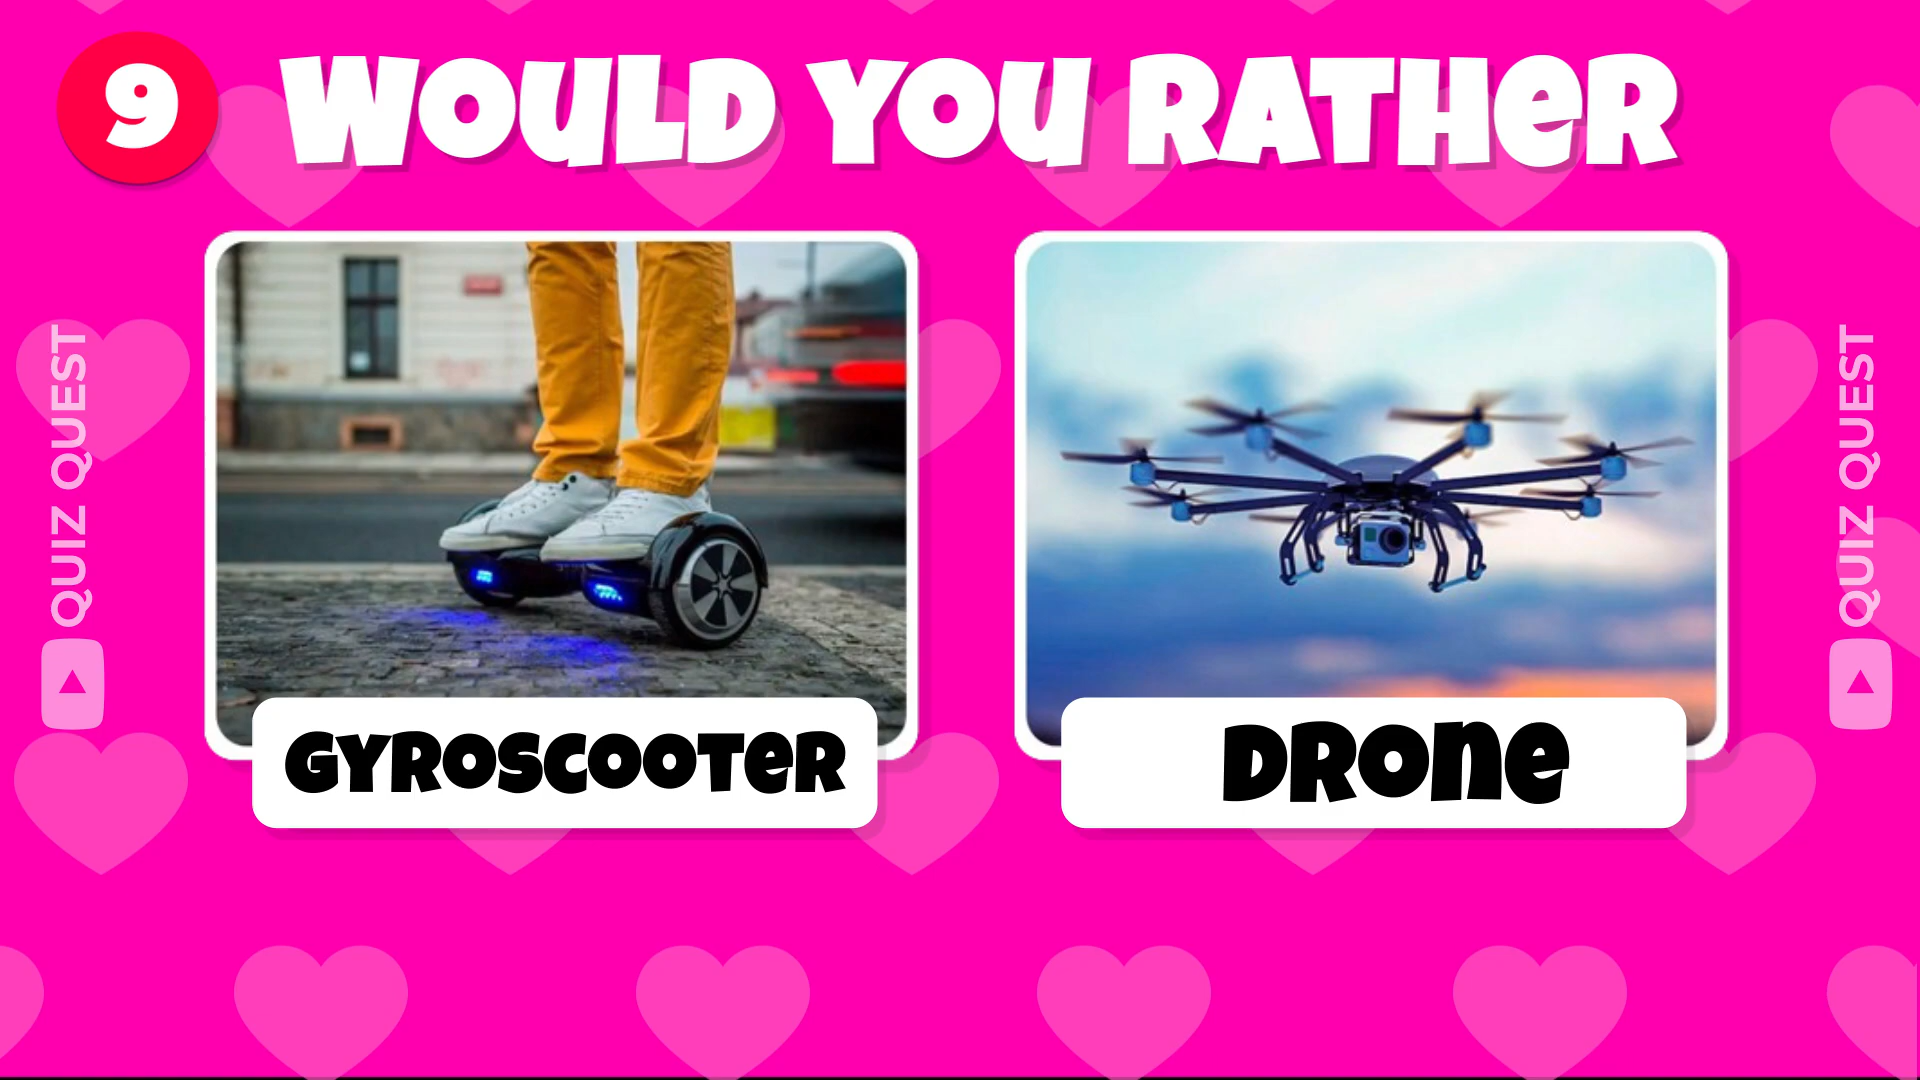 9
WOULD YOU RATHER
QUIZ QUEST
QUIZ QUEST
GYROSCOOTER
DRONE